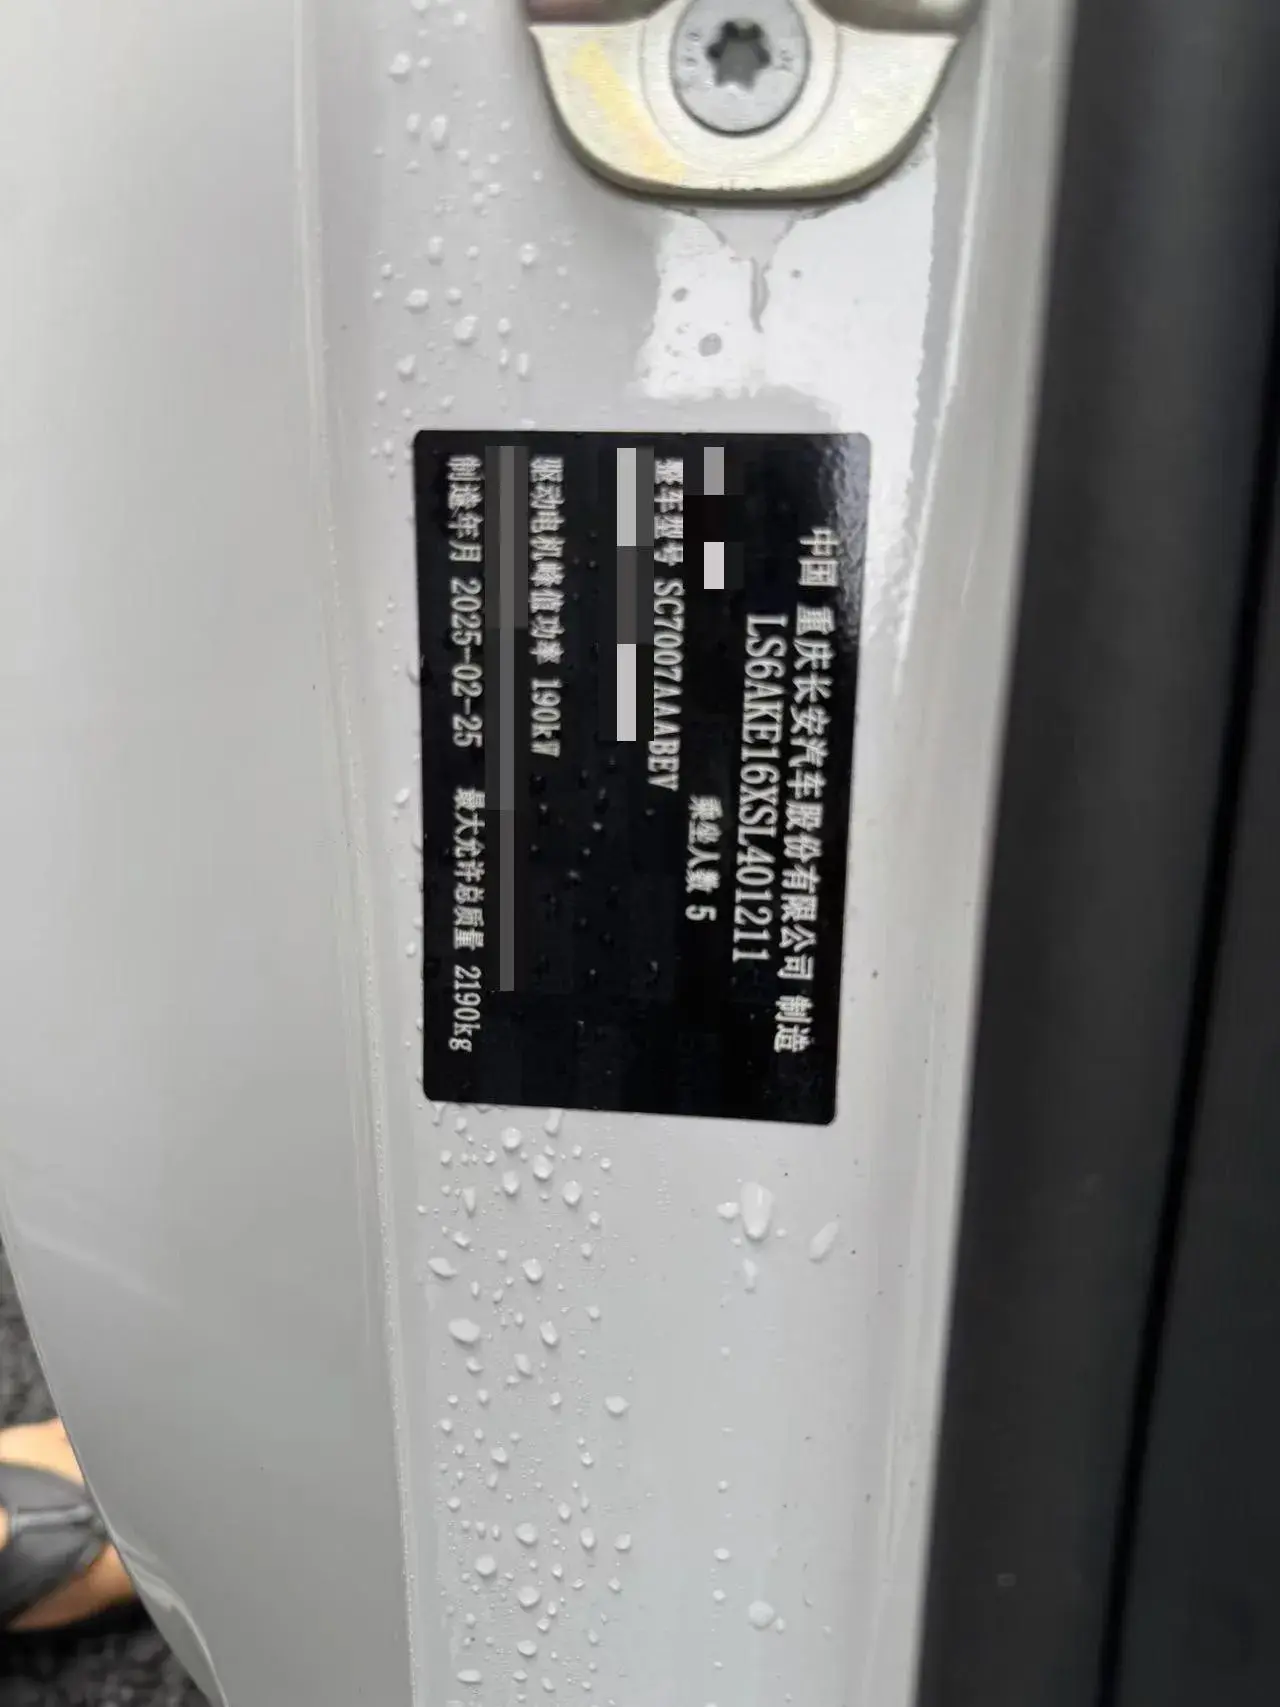 中国 重庆长安汽车股份有限公司 制造
LS6AKE16XSL401211
乘坐人数 5
整车型号 SC7007AAABEV
驱动电机峰值功率 190kW
制造年月 2025-02-25 最大允许总质量 2190kg